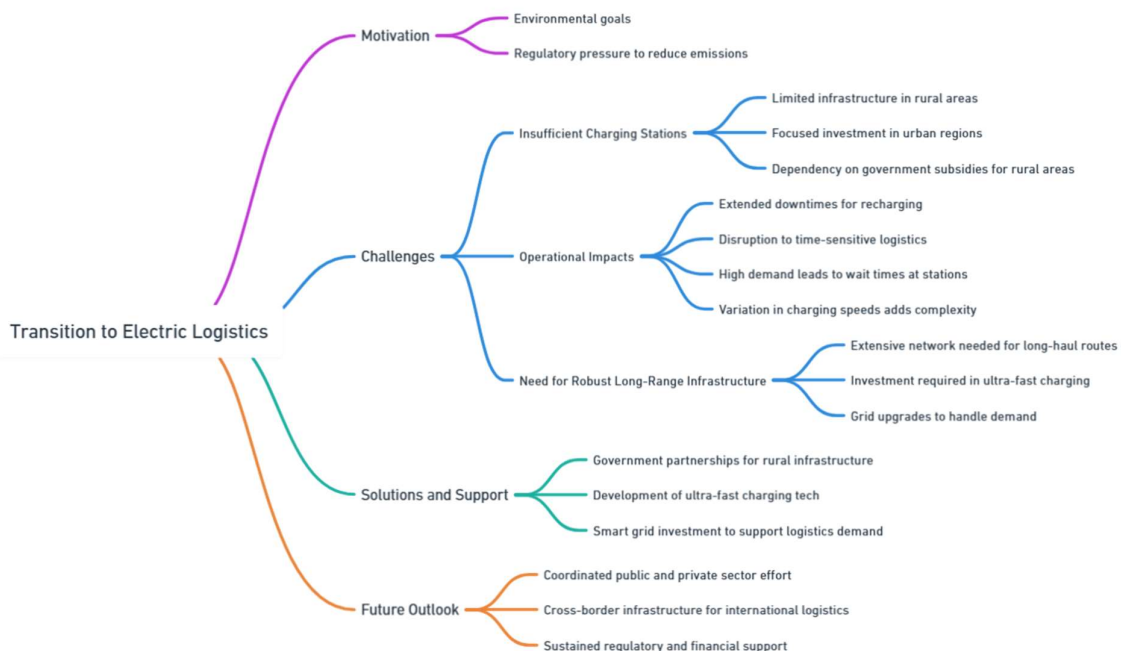 Transition to Electric Logistics
Motivation
Environmental goals
Regulatory pressure to reduce emissions
Challenges
Insufficient Charging Stations
Limited infrastructure in rural areas
Focused investment in urban regions
Dependency on government subsidies for rural areas
Operational Impacts
Extended downtimes for recharging
Disruption to time-sensitive logistics
High demand leads to wait times at stations
Variation in charging speeds adds complexity
Need for Robust Long-Range Infrastructure
Extensive network needed for long-haul routes
Investment required in ultra-fast charging
Grid upgrades to handle demand
Solutions and Support
Government partnerships for rural infrastructure
Development of ultra-fast charging tech
Smart grid investment to support logistics demand
Future Outlook
Coordinated public and private sector effort
Cross-border infrastructure for international logistics
Sustained regulatory and financial support